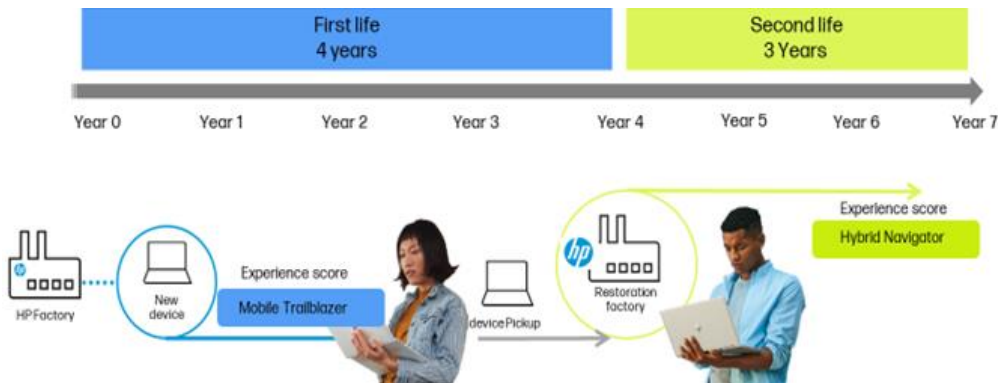 First life
4 years
Second life
3 Years
Year 0
Year 1
Year 2
Year 3
Year 4
Year 5
Year 6
Year 7
hp
HP Factory
New
device
Experience score
Mobile Trailblazer
device Pickup
hp
Restoration
factory
Experience score
Hybrid Navigator